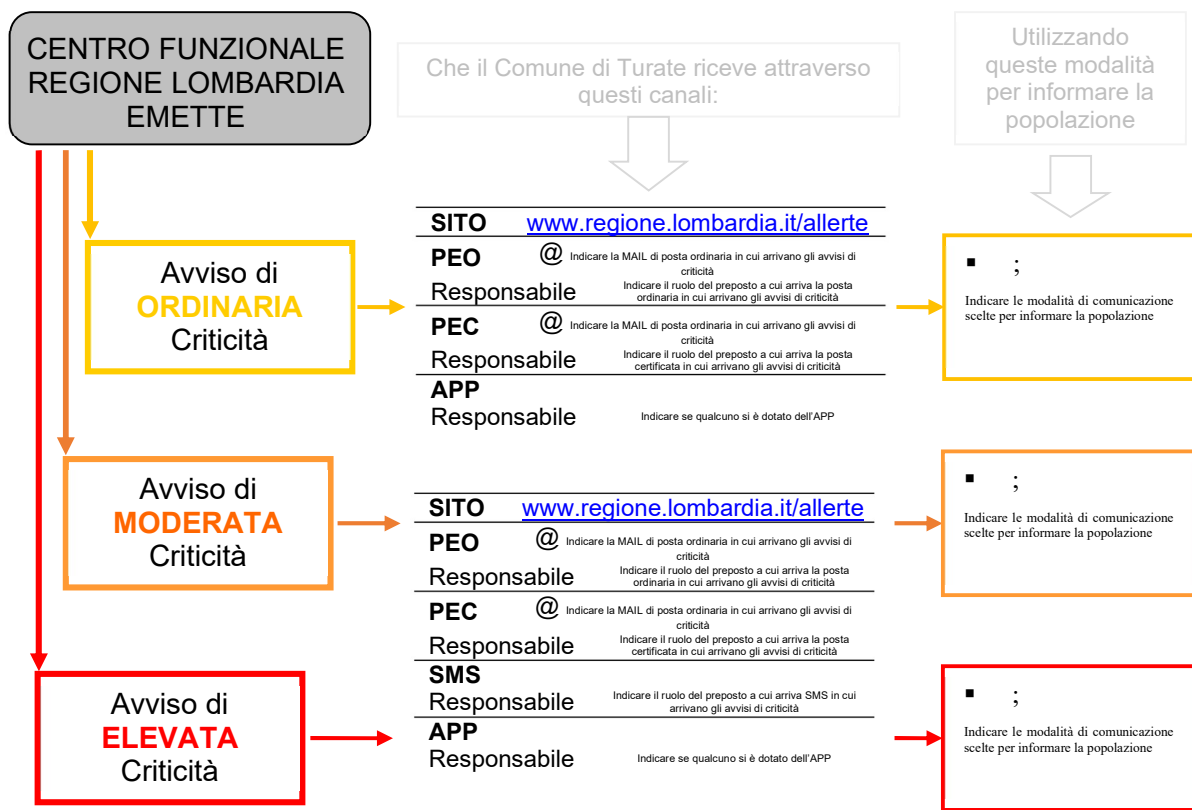 CENTRO FUNZIONALE
REGIONE LOMBARDIA
EMETTE
Che il Comune di Turate riceve attraverso
questi canali:
Utilizzando
queste modalità
per informare la
popolazione
Avviso di
ORDINARIA
Criticità
SITO www.regione.lombardia.it/allerte
PEO @ Indicare la MAIL di posta ordinaria in cui arrivano gli avvisi di
criticità
Responsabile Indicare il ruolo del preposto a cui arriva la posta
ordinaria in cui arrivano gli avvisi di criticità
PEC @ Indicare la MAIL di posta ordinaria in cui arrivano gli avvisi di
criticità
Responsabile Indicare il ruolo del preposto a cui arriva la posta
certificata in cui arrivano gli avvisi di criticità
APP
Responsabile Indicare se qualcuno si è dotato dell'APP
▪ ;
Indicare le modalità di comunicazione
scelte per informare la popolazione
Avviso di
MODERATA
Criticità
SITO www.regione.lombardia.it/allerte
PEO @ Indicare la MAIL di posta ordinaria in cui arrivano gli avvisi di
criticità
Responsabile Indicare il ruolo del preposto a cui arriva la posta
ordinaria in cui arrivano gli avvisi di criticità
PEC @ Indicare la MAIL di posta ordinaria in cui arrivano gli avvisi di
criticità
Responsabile Indicare il ruolo del preposto a cui arriva la posta
certificata in cui arrivano gli avvisi di criticità
SMS
Responsabile Indicare il ruolo del preposto a cui arriva SMS in cui
arrivano gli avvisi di criticità
APP
Responsabile Indicare se qualcuno si è dotato dell'APP
▪ ;
Indicare le modalità di comunicazione
scelte per informare la popolazione
Avviso di
ELEVATA
Criticità
▪ ;
Indicare le modalità di comunicazione
scelte per informare la popolazione